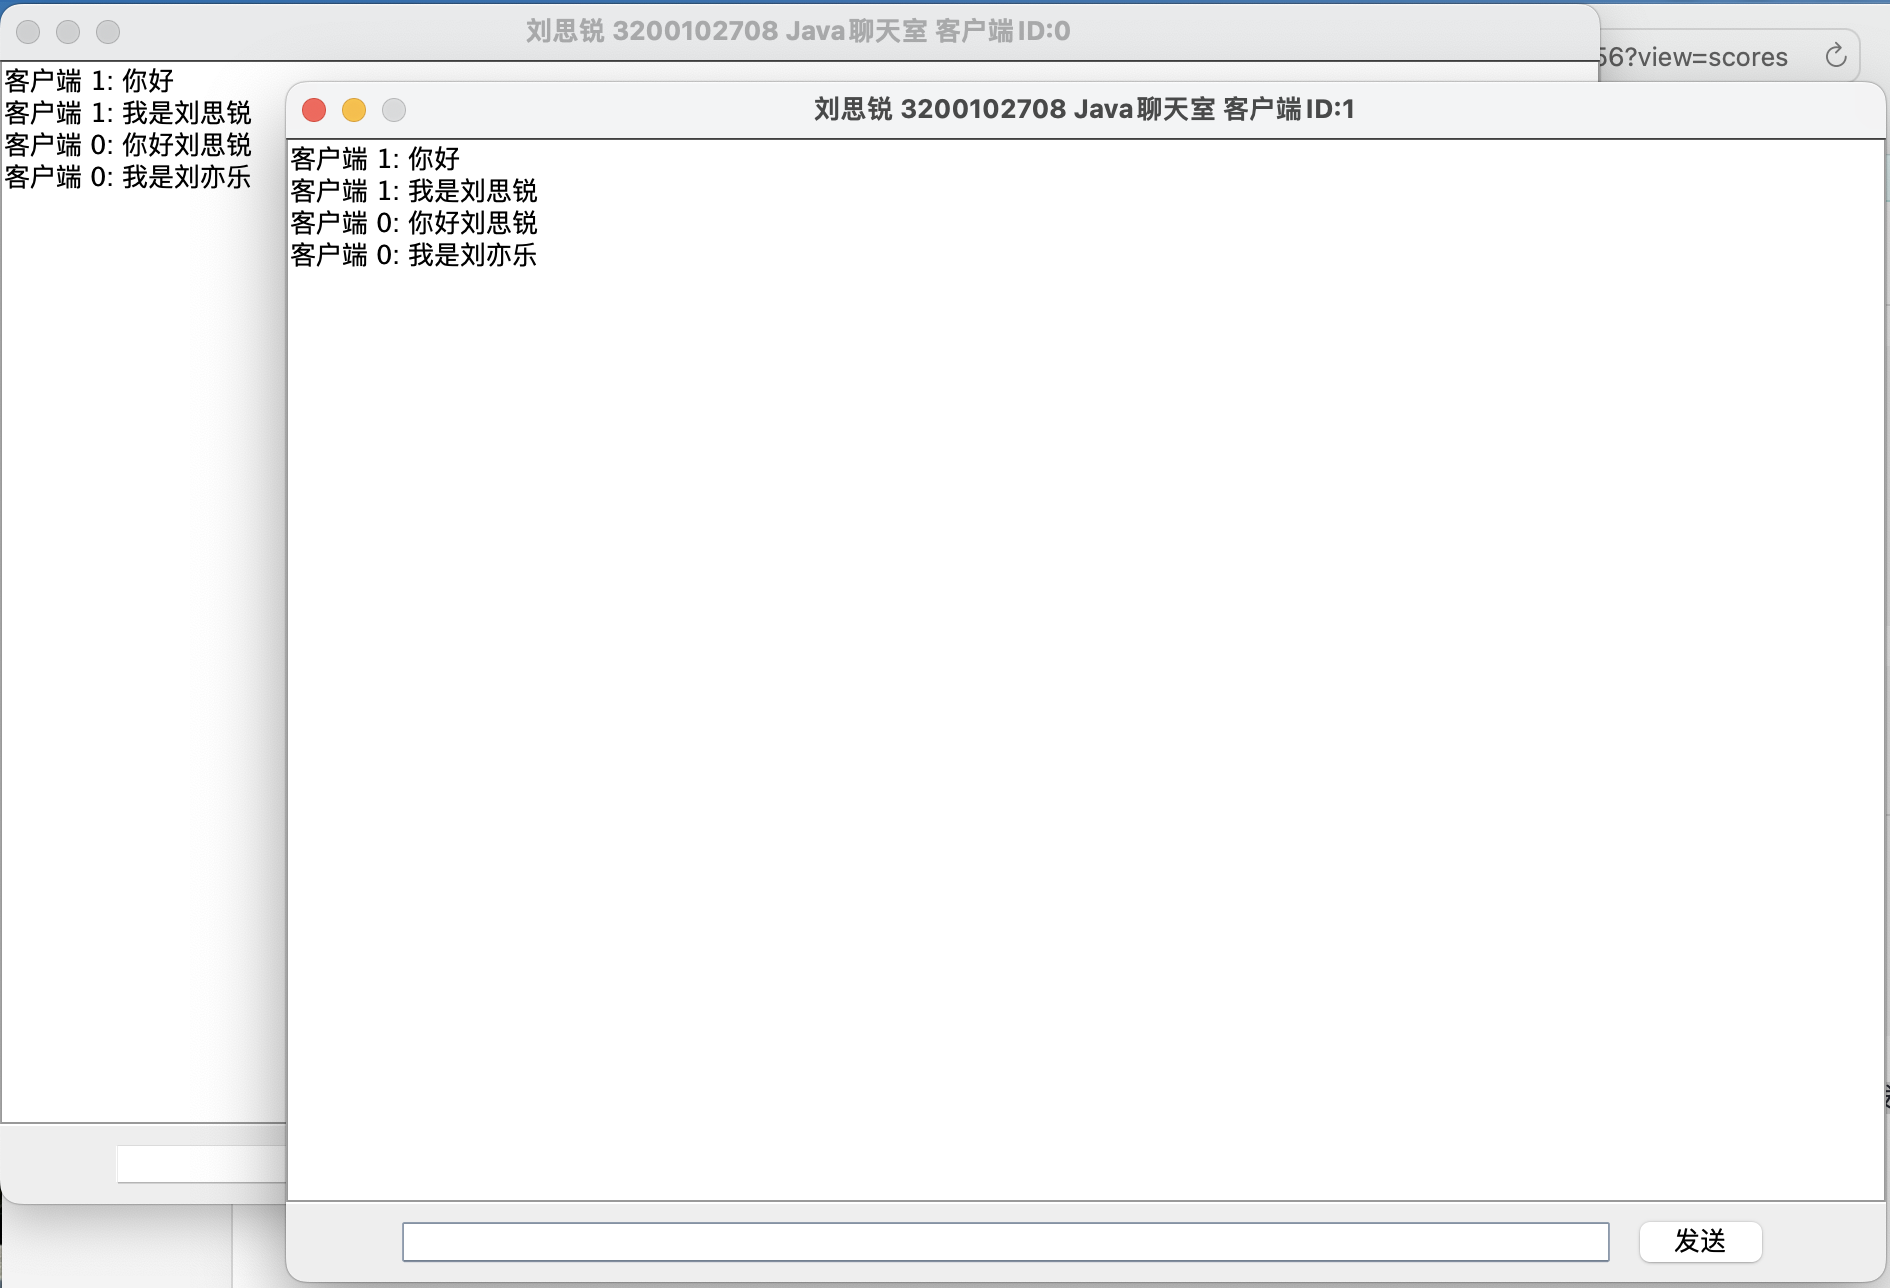 刘思锐 3200102708 Java聊天室 客户端ID:0
56?view=scores
客户端 1: 你好
客户端 1: 我是刘思锐
客户端 0: 你好刘思锐
客户端 0: 我是刘亦乐
刘思锐 3200102708 Java聊天室 客户端ID:1
客户端 1: 你好
客户端 1: 我是刘思锐
客户端 0: 你好刘思锐
客户端 0: 我是刘亦乐
发送